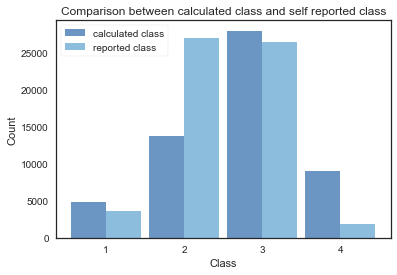 Comparison between calculated class and self reported class
calculated class
reported class
25000
20000
15000
10000
5000
0
Count
1 2 3 4
Class